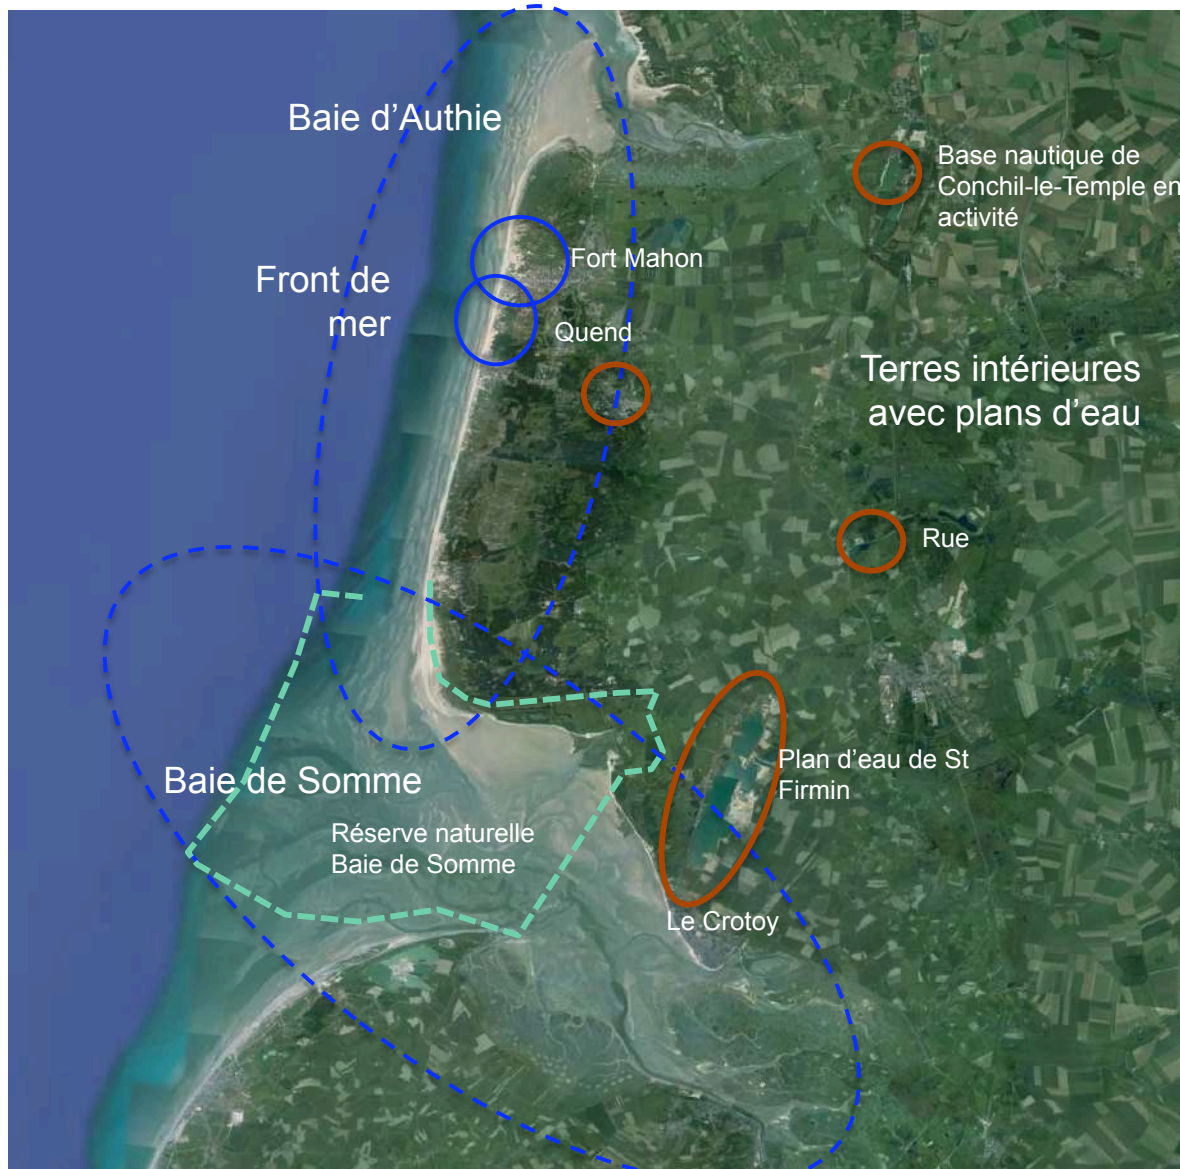 Baie d’Authie
Base nautique de
Conchil-le-Temple en
activité
Fort Mahon
Front de
mer
Quend
Terres intérieures
avec plans d’eau
Rue
Plan d’eau de St
Firmin
Baie de Somme
Réserve naturelle
Baie de Somme
Le Crotoy